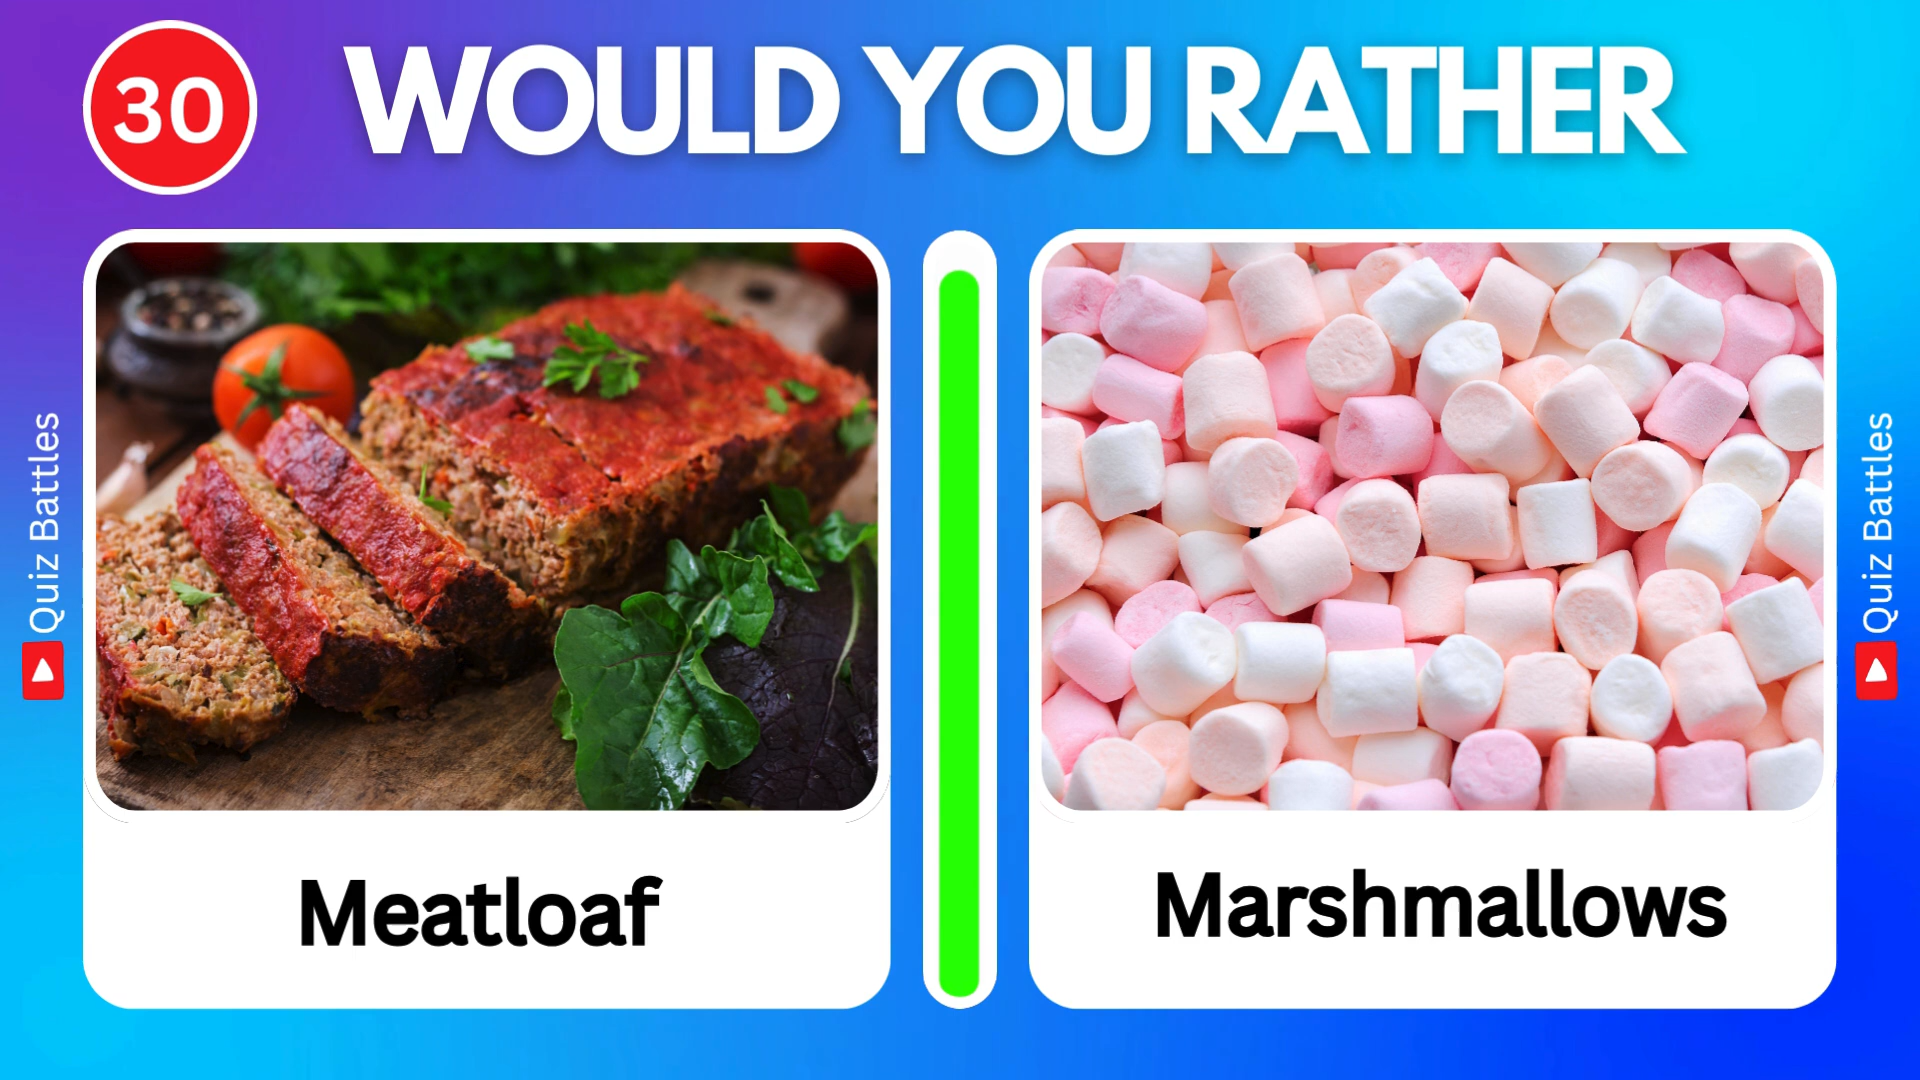 30
WOULD YOU RATHER
Quiz Battles
Meatloaf
Marshmallows
Quiz Battles